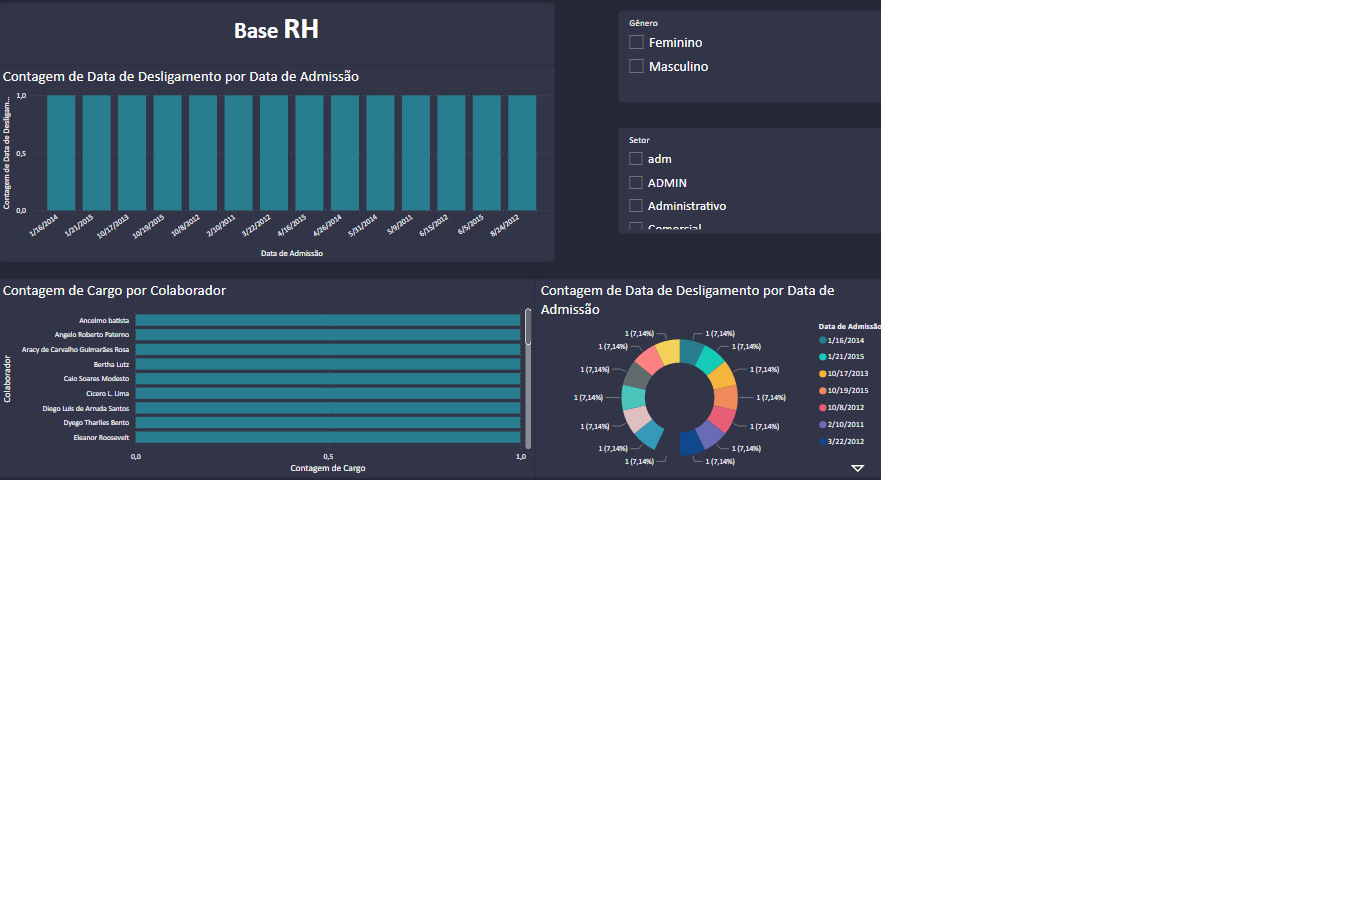 Base RH
Contagem de Data de Desligamento por Data de Admissão
Contagem de Data de Desligam...
1,0
0,5
0,0
1/16/2014
1/21/2015
10/17/2013
10/19/2015
10/8/2012
2/10/2011
3/22/2012
4/16/2015
4/26/2014
5/31/2014
5/9/2011
6/15/2012
6/5/2015
8/24/2012
Data de Admissão
Gênero
Feminino
Masculino
Setor
adm
ADMIN
Administrativo
Comercial
Contagem de Cargo por Colaborador
Colaborador
Ancelmo batista
Angelo Roberto Paterno
Aracy de Carvalho Guimarães Rosa
Bertha Lutz
Caio Soares Modesto
Cicero L. Lima
Diego Luis de Arruda Santos
Dyego Tharlles Bento
Eleanor Roosevelt
0,0
0,5
1,0
Contagem de Cargo
Contagem de Data de Desligamento por Data de
Admissão
1 (7,14%)
1 (7,14%)
1 (7,14%)
1 (7,14%)
1 (7,14%)
1 (7,14%)
1 (7,14%)
1 (7,14%)
1 (7,14%)
1 (7,14%)
1 (7,14%)
1 (7,14%)
1 (7,14%)
1 (7,14%)
Data de Admissão
1/16/2014
1/21/2015
10/17/2013
10/19/2015
10/8/2012
2/10/2011
3/22/2012